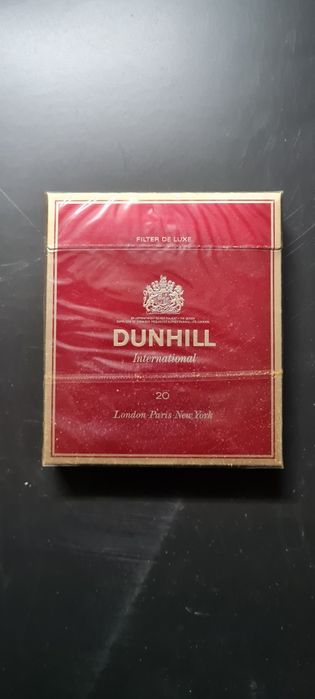 FILTER DE LUXE
DUNHILL
International
20
London Paris New York